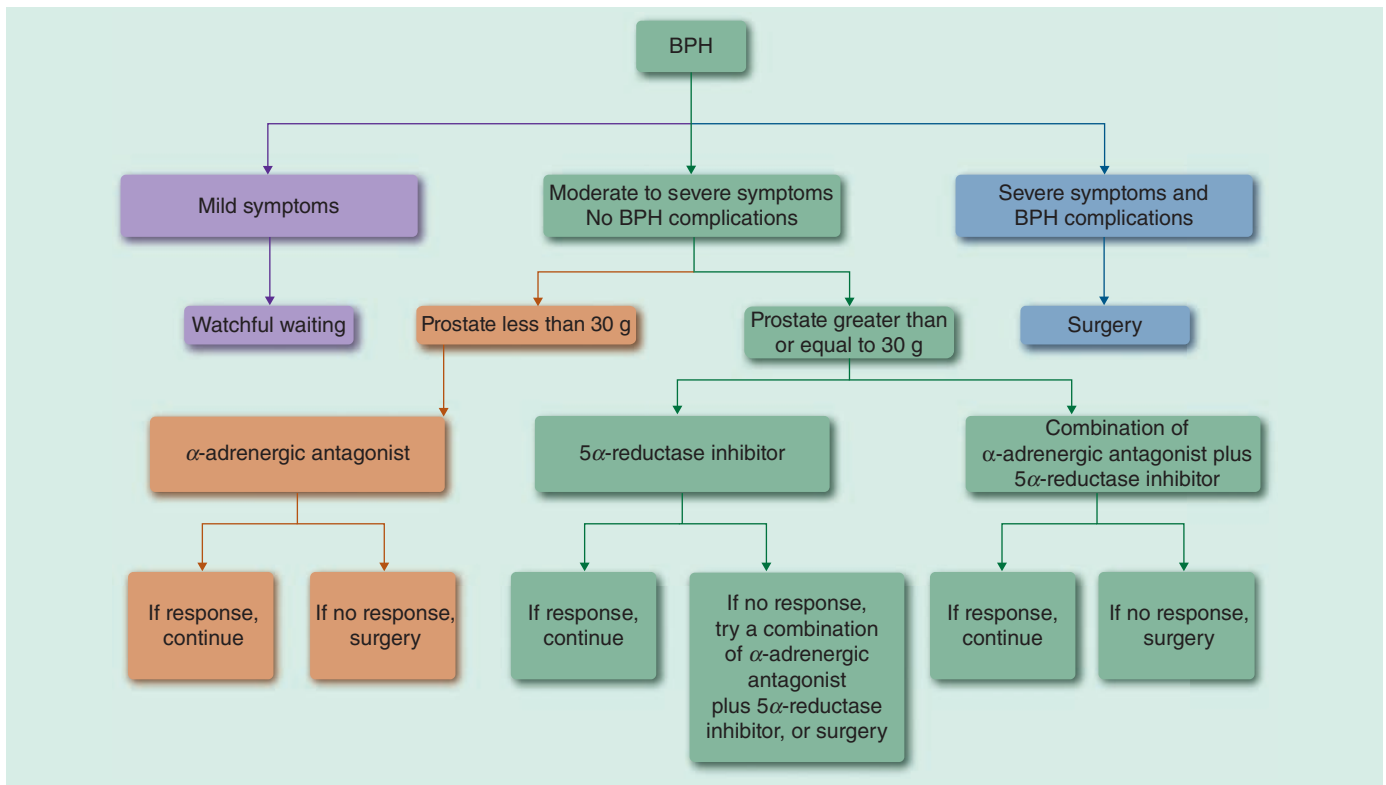 BPH
Mild symptoms
Moderate to severe symptoms
No BPH complications
Severe symptoms and
BPH complications
Watchful waiting
Prostate less than 30 g
Prostate greater than
or equal to 30 g
Surgery
α-adrenergic antagonist
5α-reductase inhibitor
Combination of
α-adrenergic antagonist plus
5α-reductase inhibitor
If response,
continue
If no response,
surgery
If response,
continue
If no response,
try a combination
of α-adrenergic
antagonist
plus 5α-reductase
inhibitor, or surgery
If response,
continue
If no response,
surgery